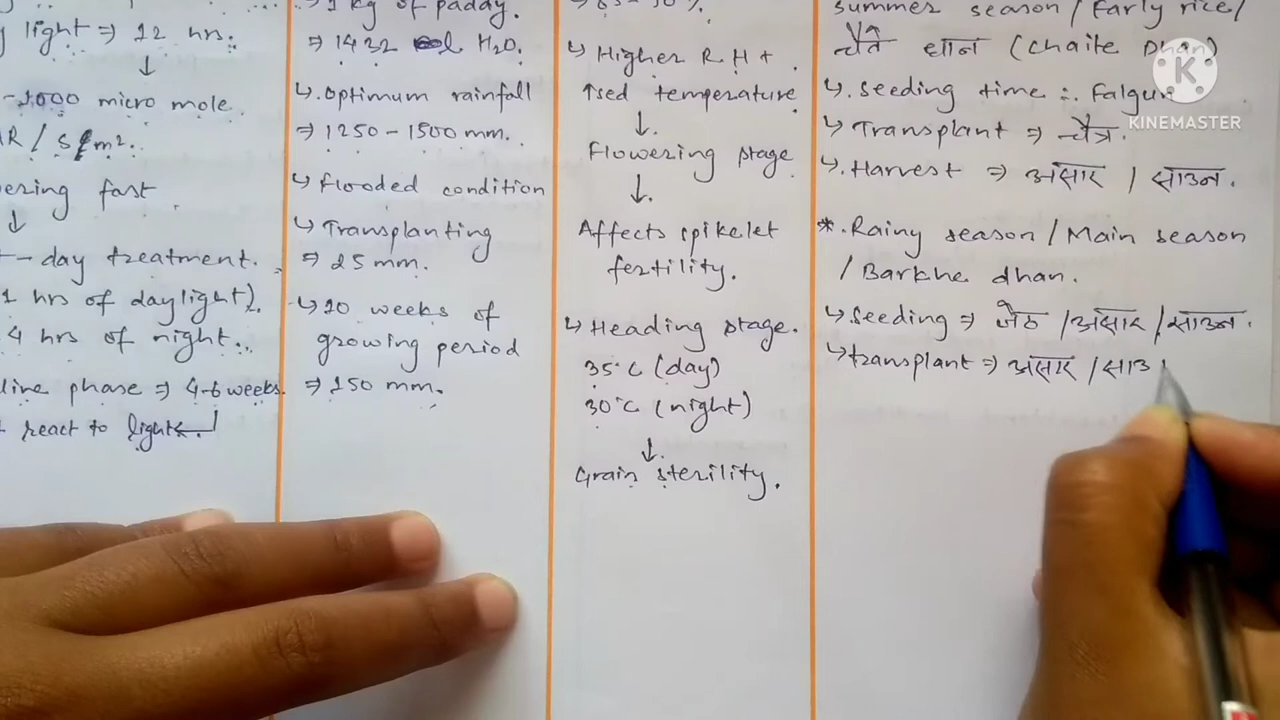 light ⇒ 12 hrs.
↓
1000 micro mole
AR / S / m².
ering fast
↓
- day treatment.
hrs of daylight).
4 hrs of night.
line phase ⇒ 4-6 weeks.
react to light
1 kg of paday.
⇒ 1432 l H₂O.
↳ Optimum rainfall
⇒ 1250 - 1500 mm.
↳ Flooded condition
↳ Transplanting
⇒ 25 mm.
↳ 20 weeks of
growing period
⇒ 150 mm.
↳ Higher R H +
↑sed temperature
↓
Flowering stage
↓
Affects spikelet
fertility.
↳ Heading stage.
35°C (day)
30°C (night)
↓
Grain sterility.
summer season / Early rice /
चैते धान (Chaite Dhan)
↳ Seeding time :. Falgun
↳ Transplant ⇒ चैत्र.
↳ Harvest ⇒ असार / साउन.
*. Rainy season / Main season
/ Barkhe dhan.
↳ Seeding ⇒ जेठ / असार / साउन.
↳ transplant ⇒ असार / साउ
KINEMASTER